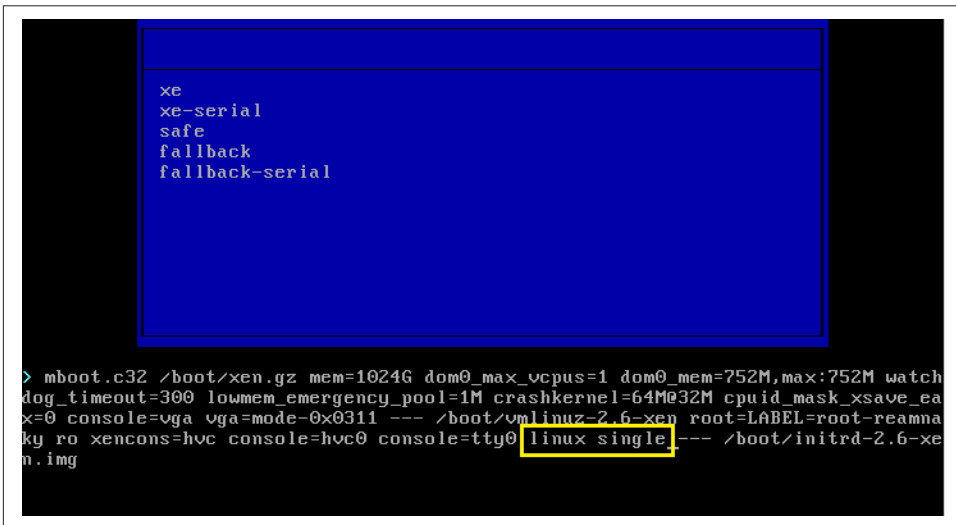 xe
xe-serial
safe
fallback
fallback-serial
> mboot.c32 /boot/xen.gz mem=1024G dom0_max_vcpus=1 dom0_mem=752M,max:752M watch
dog_timeout=300 lowmem_emergency_pool=1M crashkernel=64M@32M cpuid_mask_xsave_ea
x=0 console=vga vga=mode-0x0311 --- /boot/vmlinuz-2.6-xen root=LABEL=root-reamna
ky ro xencons=hvc console=hvc0 console=tty0 linux single_--- /boot/initrd-2.6-xe
n.img